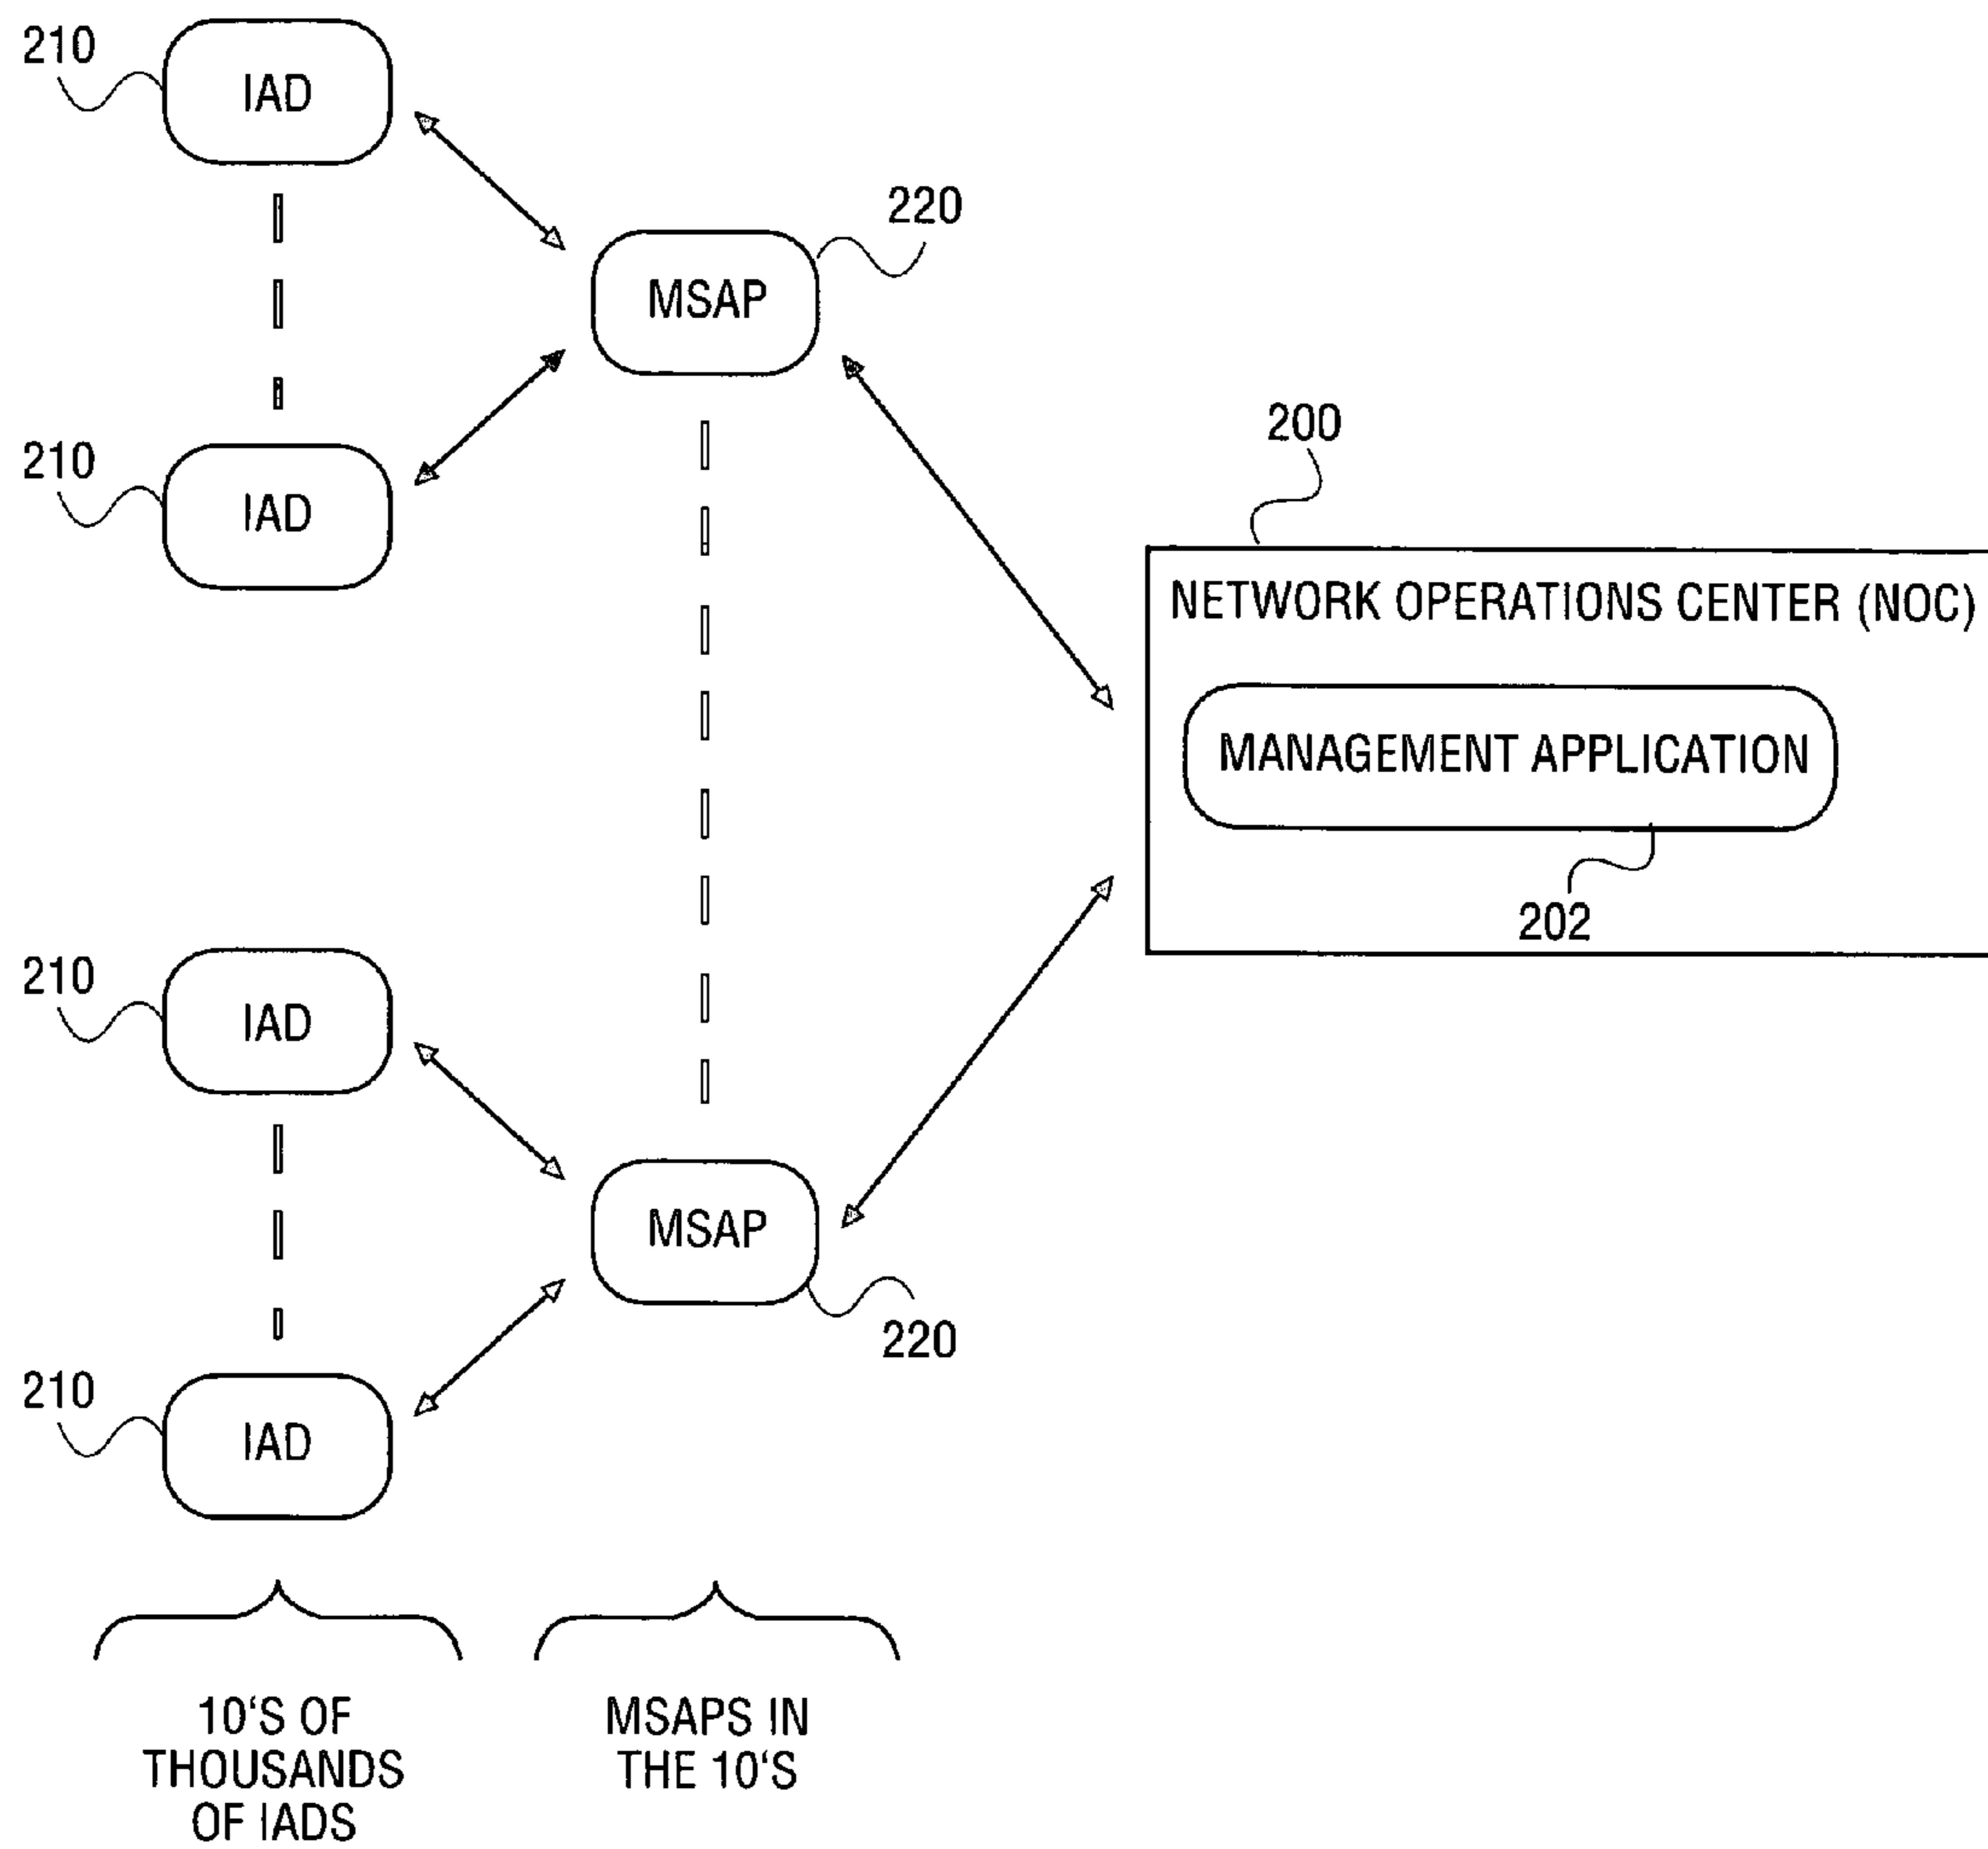 210
IAD
220
MSAP
200
210
IAD
NETWORK OPERATIONS CENTER (NOC)
MANAGEMENT APPLICATION
202
210
IAD
MSAP
220
210
IAD
10'S OF
THOUSANDS
OF IADS
MSAPS IN
THE 10'S